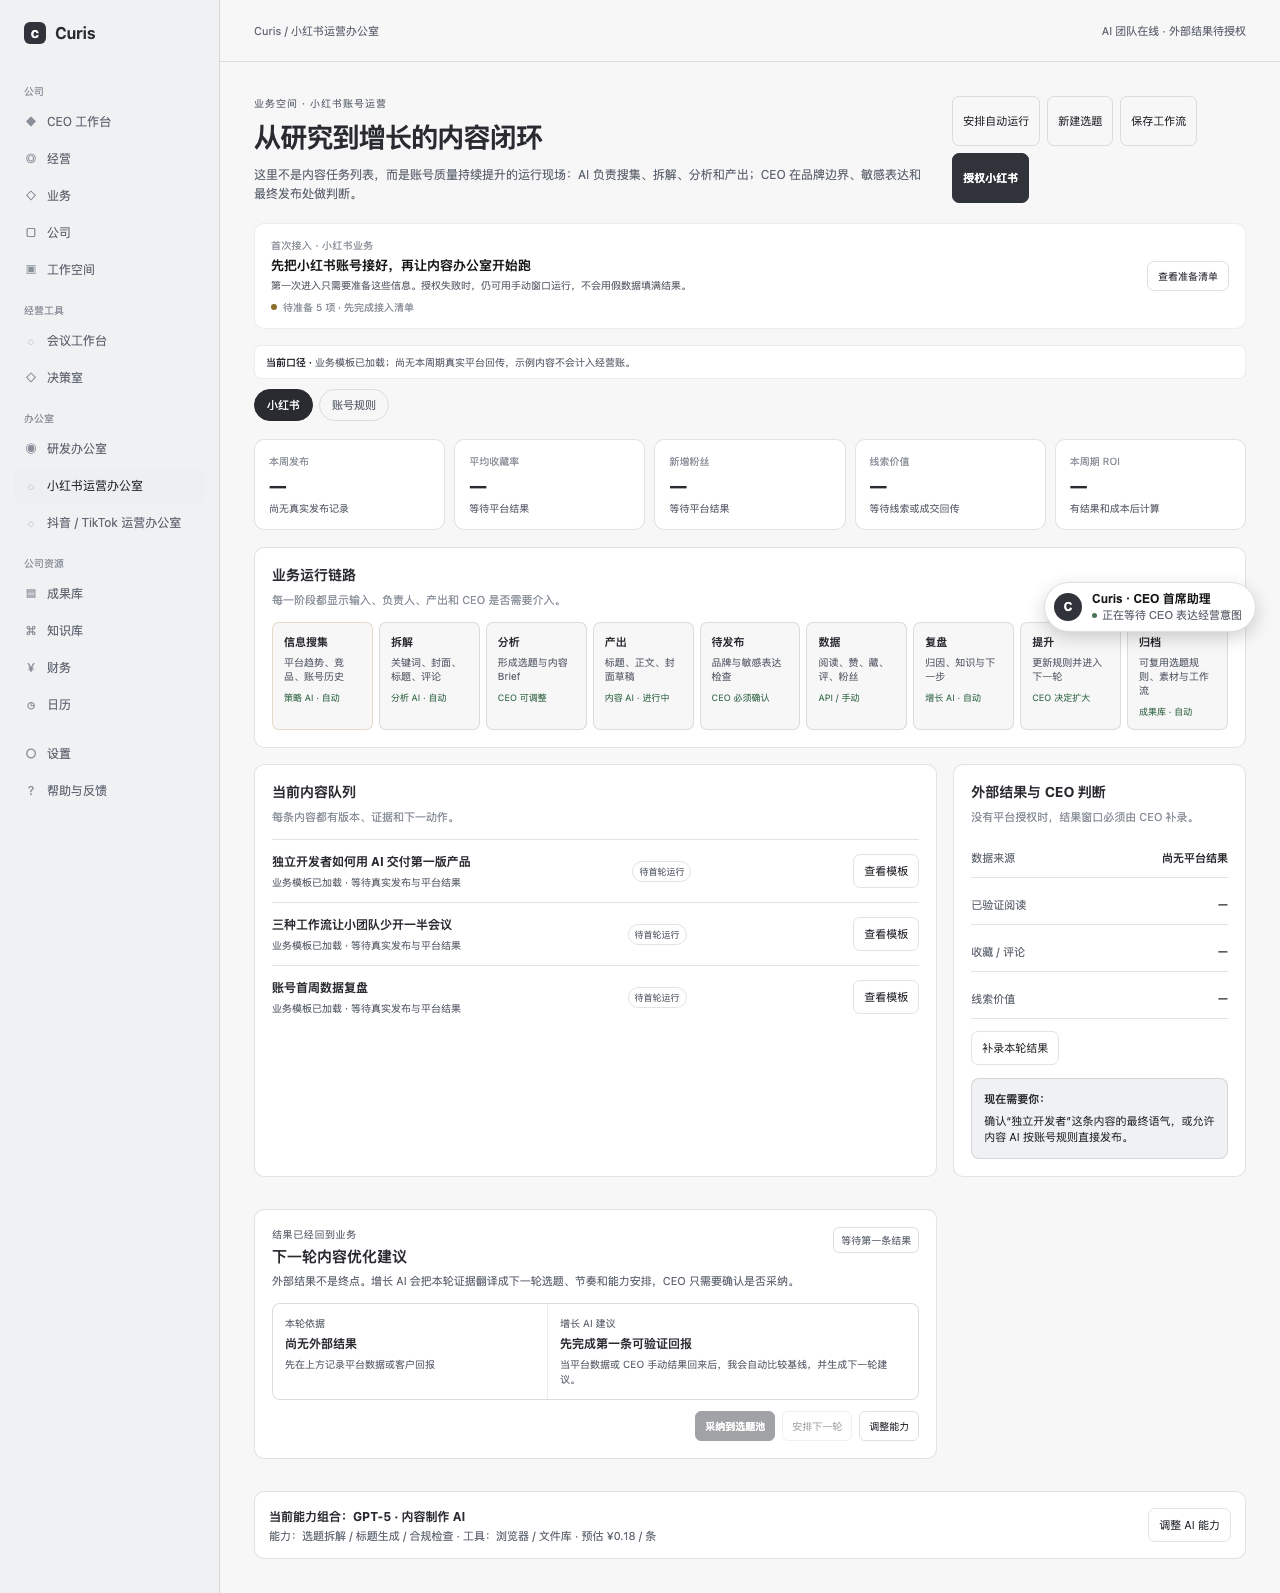 c Curis
公司
CEO 工作台
经营
业务
公司
工作空间
经营工具
会议工作台
决策室
办公室
研发办公室
小红书运营办公室
抖音 / TikTok 运营办公室
公司资源
成果库
知识库
¥ 财务
日历
设置
? 帮助与反馈
Curis / 小红书运营办公室
AI 团队在线 · 外部结果待授权
业务空间 · 小红书账号运营
从研究到增长的内容闭环
这里不是内容任务列表，而是账号质量持续提升的运行现场：AI 负责搜集、拆解、分析和产出；CEO 在品牌边界、敏感表达和
最终发布处做判断。
安排自动运行
新建选题
保存工作流
授权小红书
首次接入 · 小红书业务
先把小红书账号接好，再让内容办公室开始跑
第一次进入只需要准备这些信息。授权失败时，仍可用手动窗口运行，不会用假数据填满结果。
待准备 5 项 · 先完成接入清单
查看准备清单
当前口径 · 业务模板已加载；尚无本周期真实平台回传，示例内容不会计入经营账。
小红书
账号规则
本周发布
—
尚无真实发布记录
平均收藏率
—
等待平台结果
新增粉丝
—
等待平台结果
线索价值
—
等待线索或成交回传
本周期 ROI
—
有结果和成本后计算
业务运行链路
每一阶段都显示输入、负责人、产出和 CEO 是否需要介入。
C
Curis · CEO 首席助理
正在等待 CEO 表达经营意图
信息搜集
平台趋势、竞
品、账号历史
策略 AI · 自动
拆解
关键词、封面、
标题、评论
分析 AI · 自动
分析
形成选题与内容
Brief
CEO 可调整
产出
标题、正文、封
面草稿
内容 AI · 进行中
待发布
品牌与敏感表达
检查
CEO 必须确认
数据
阅读、赞、藏、
评、粉丝
API / 手动
复盘
归因、知识与下
一步
增长 AI · 自动
提升
更新规则并进入
下一轮
CEO 决定扩大
归档
可复用选题规
则、素材与工作
流
成果库 · 自动
当前内容队列
每条内容都有版本、证据和下一动作。
独立开发者如何用 AI 交付第一版产品
业务模板已加载 · 等待真实发布与平台结果
待首轮运行
查看模板
三种工作流让小团队少开一半会议
业务模板已加载 · 等待真实发布与平台结果
待首轮运行
查看模板
账号首周数据复盘
业务模板已加载 · 等待真实发布与平台结果
待首轮运行
查看模板
外部结果与 CEO 判断
没有平台授权时，结果窗口必须由 CEO 补录。
数据来源 尚无平台结果
已验证阅读 —
收藏 / 评论 —
线索价值 —
补录本轮结果
现在需要你：
确认“独立开发者”这条内容的最终语气，或允许
内容 AI 按账号规则直接发布。
结果已经回到业务
下一轮内容优化建议
外部结果不是终点。增长 AI 会把本轮证据翻译成下一轮选题、节奏和能力安排，CEO 只需要确认是否采纳。
等待第一条结果
本轮依据
尚无外部结果
先在上方记录平台数据或客户回报
增长 AI 建议
先完成第一条可验证回报
当平台数据或 CEO 手动结果回来后，我会自动比较基线，并生成下一轮建
议。
采纳到选题池
安排下一轮
调整能力
当前能力组合：GPT-5 · 内容制作 AI
能力：选题拆解 / 标题生成 / 合规检查 · 工具：浏览器 / 文件库 · 预估 ¥0.18 / 条
调整 AI 能力